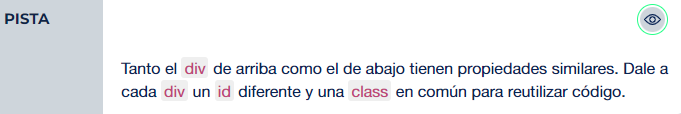 PISTA
Tanto el div de arriba como el de abajo tienen propiedades similares. Dale a
cada div un id diferente y una class en común para reutilizar código.